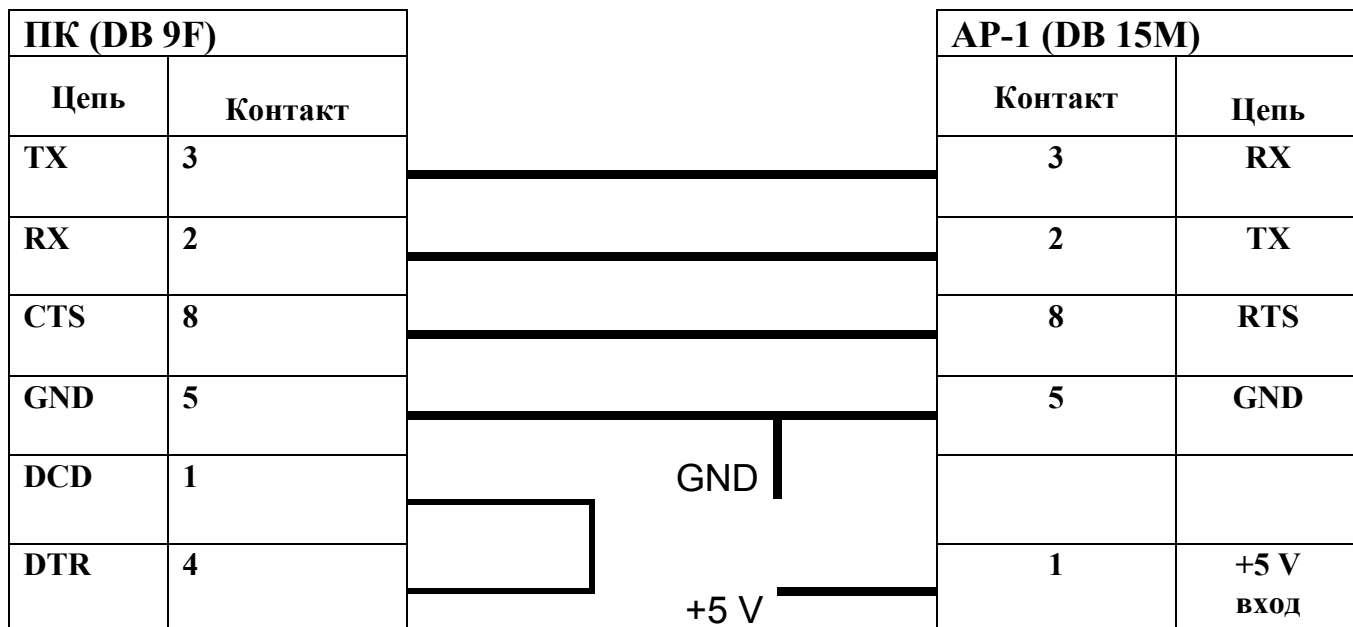 ПК (DB 9F)
АР-1 (DB 15M)
Цепь Контакт
Контакт Цепь
TX 3
3 RX
RX 2
2 TX
CTS 8
8 RTS
GND 5
5 GND
DCD 1
GND
DTR 4
+5 V
1 +5 V
вход